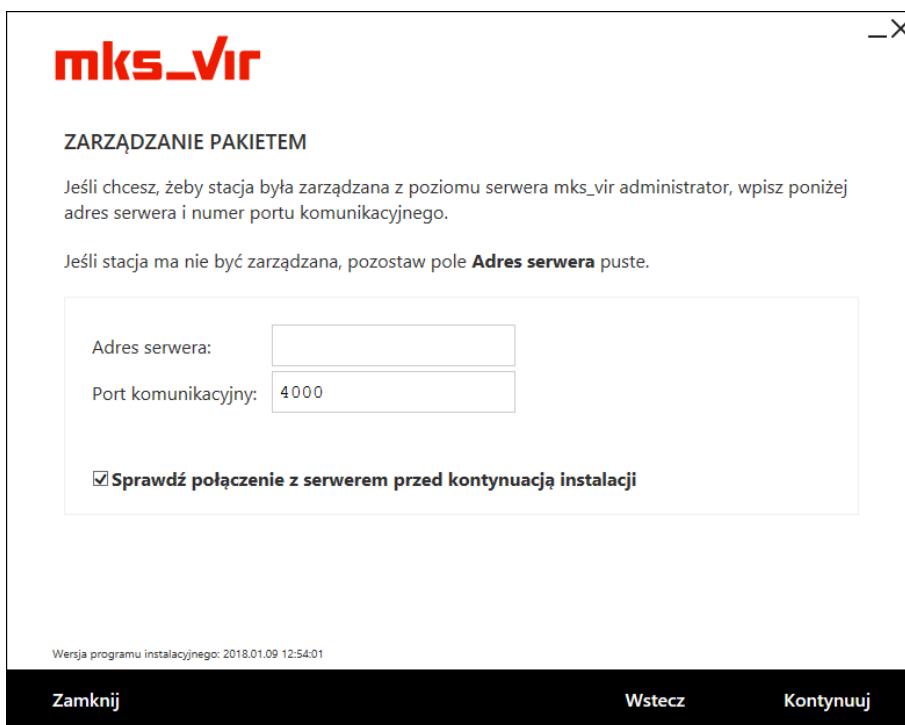 mks_vir
ZARZĄDZANIE PAKIETEM
Jeśli chcesz, żeby stacja była zarządzana z poziomu serwera mks_vir administrator, wpisz poniżej
adres serwera i numer portu komunikacyjnego.
Jeśli stacja ma nie być zarządzana, pozostaw pole Adres serwera puste.
Adres serwera:
Port komunikacyjny: 4000
Sprawdź połączenie z serwerem przed kontynuacją instalacji
Wersja programu instalacyjnego: 2018.01.09 12:54:01
Zamknij Wstecz Kontynuuj